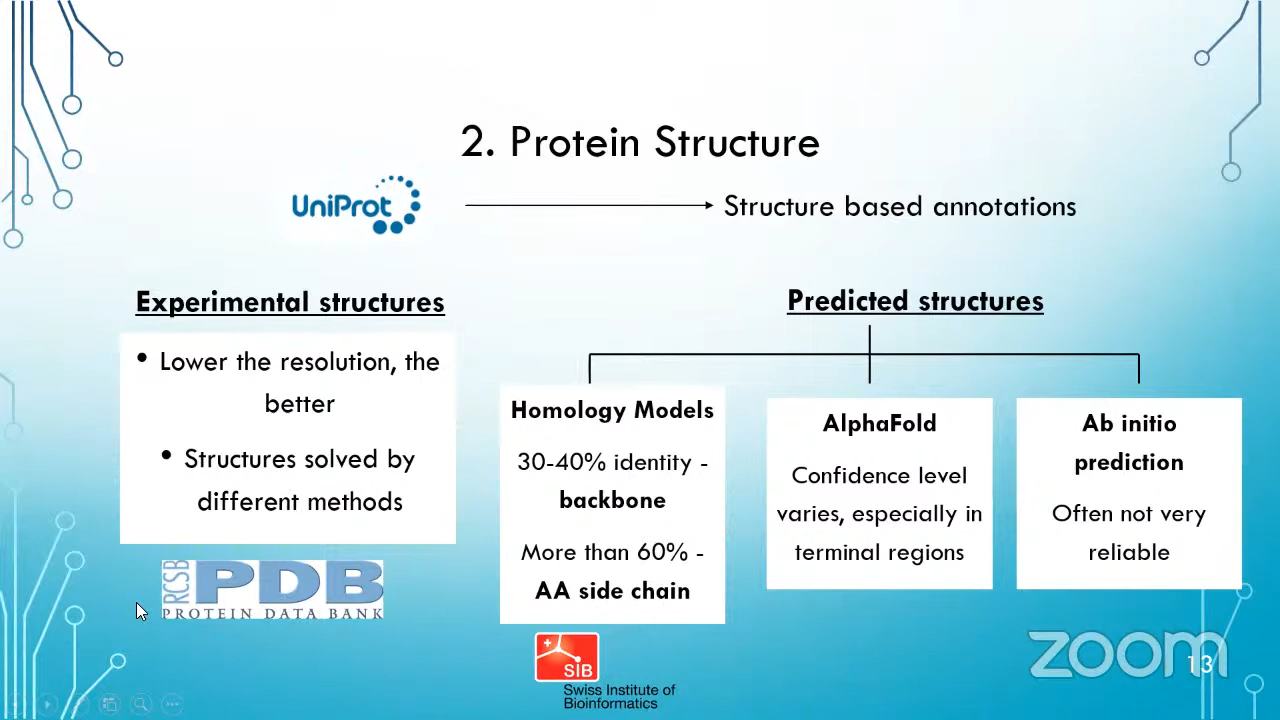 2. Protein Structure
UniProt
Structure based annotations
Experimental structures
• Lower the resolution, the
better
• Structures solved by
different methods
RCSB
PDB
PROTEIN DATA BANK
Predicted structures
Homology Models
30-40% identity -
backbone
More than 60% -
AA side chain
SIB
Swiss Institute of
Bioinformatics
AlphaFold
Confidence level
varies, especially in
terminal regions
Ab initio
prediction
Often not very
reliable
zoom
13